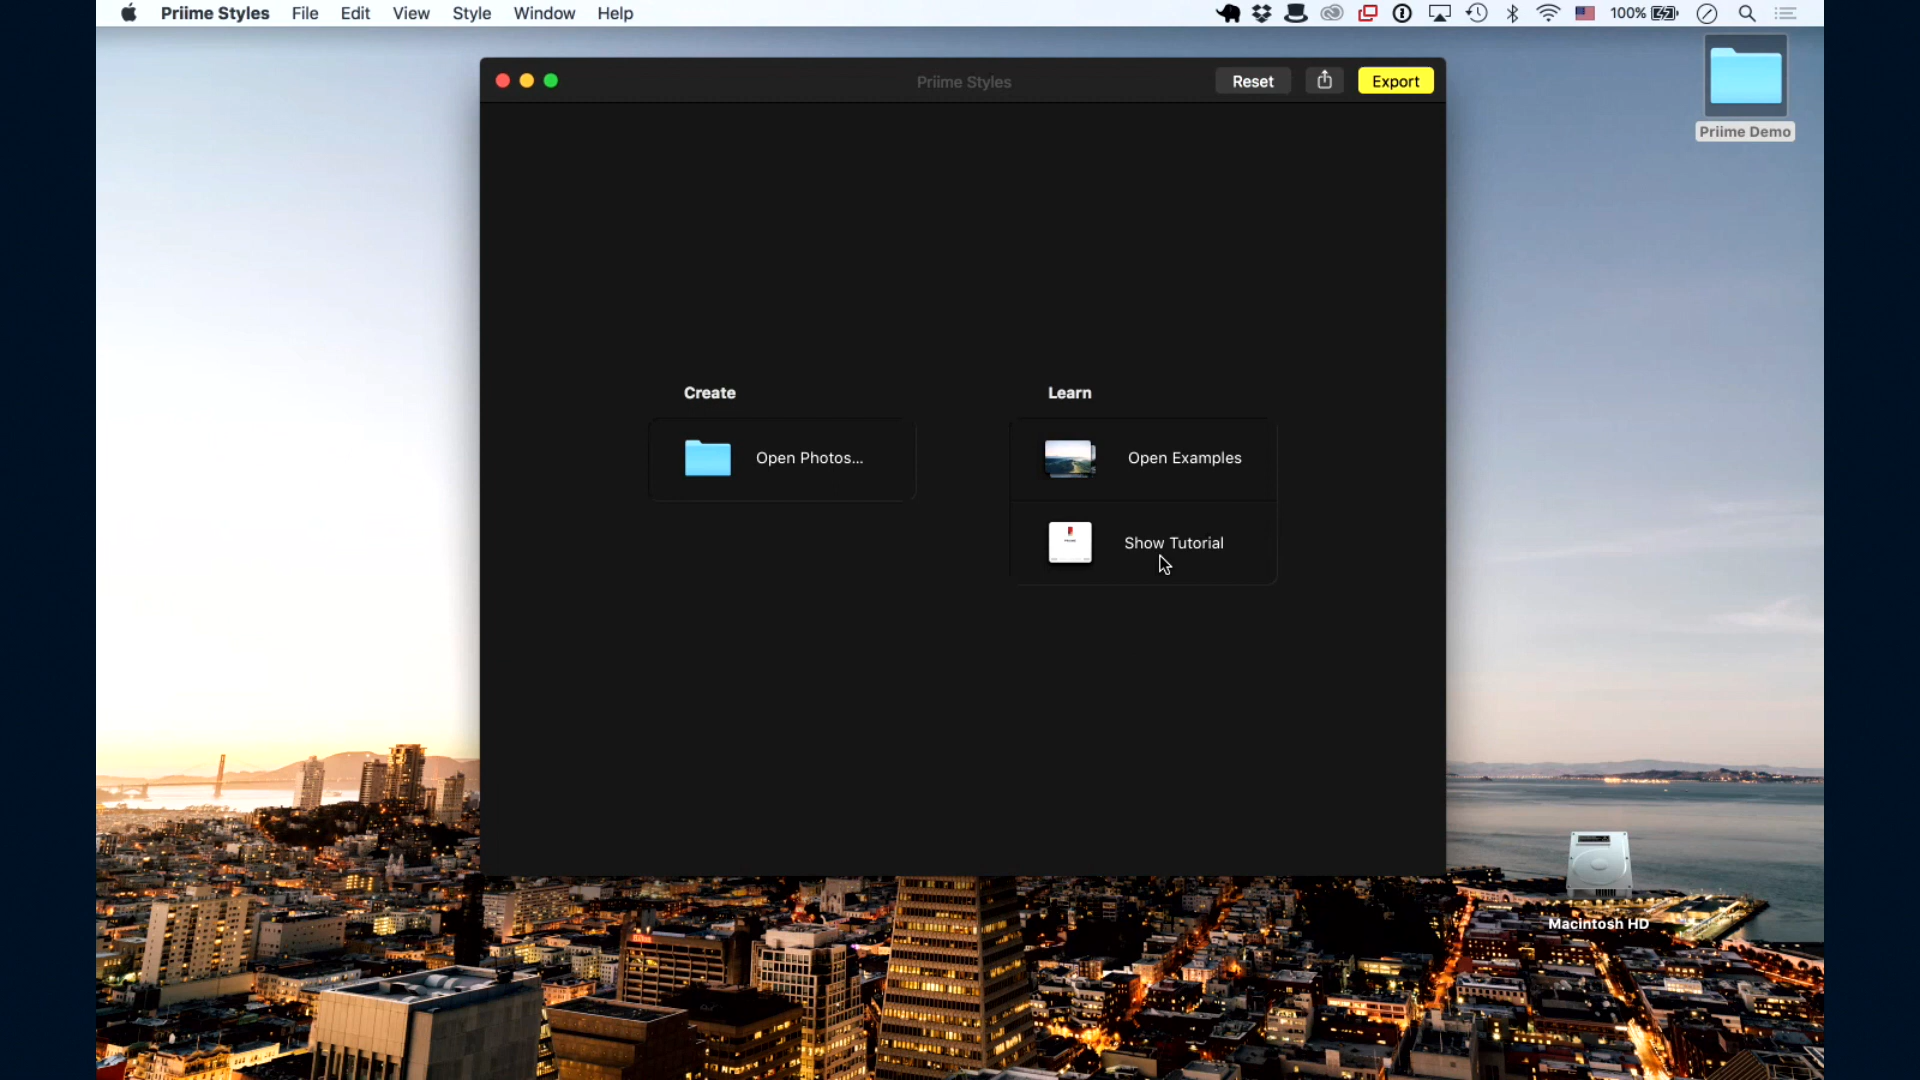 Priime Styles File Edit View Style Window Help 100%
Priime Styles Reset Export
Priime Demo
Create
Open Photos...
Learn
Open Examples
Show Tutorial
Macintosh HD